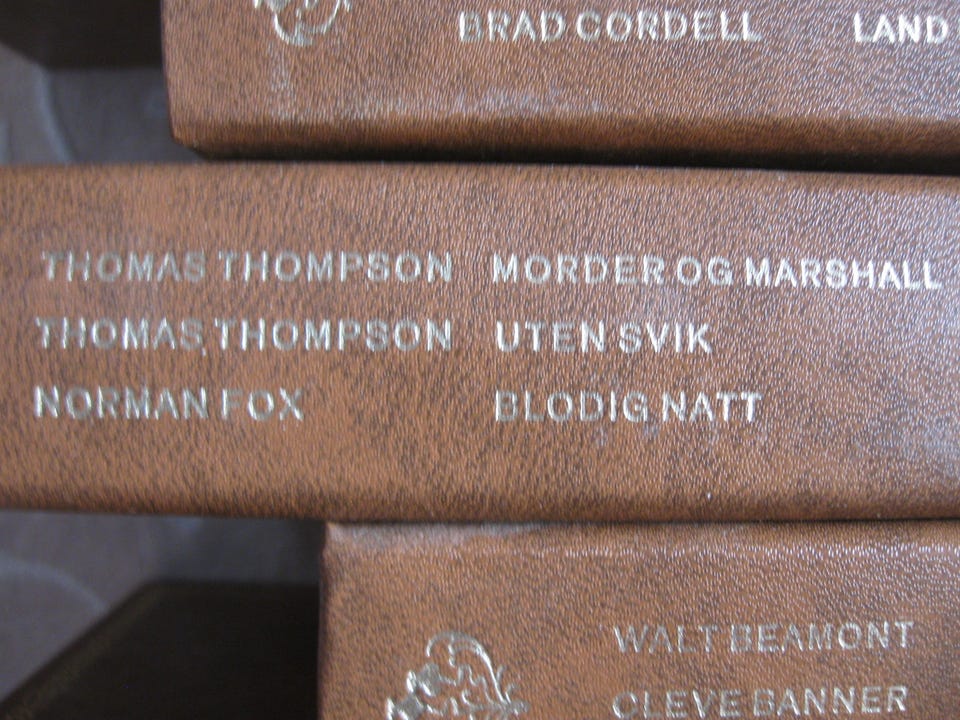 BRAD CORDELL LAND
THOMAS THOMPSON MORDER OG MARSHALL
THOMAS THOMPSON UTEN SVIK
NORMAN FOX BLODIG NATT
WALT BEAMONT
CLEVE BANNER